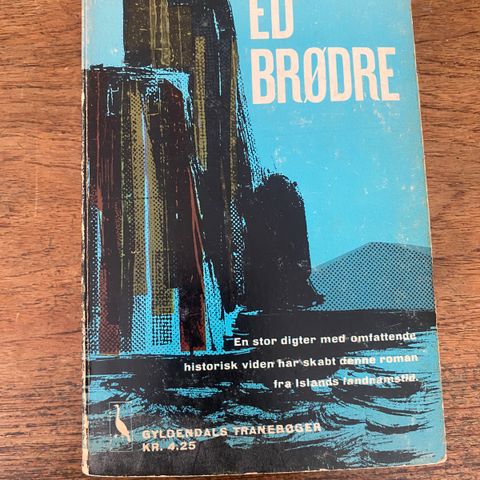 ED
BRØDRE
En stor digter med omfattende
historisk viden har skabt denne roman
fra Islands landnamstid.
GYLDENDALS TRANEBØGER
KR. 4.25